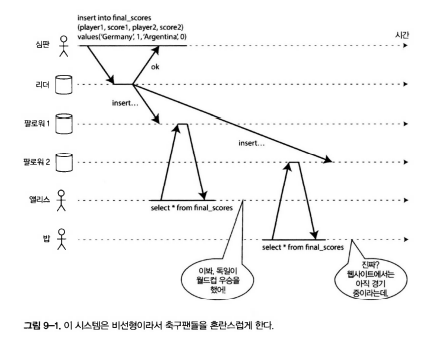 insert into final_scores
(player1, score1, player2, score2)
values('Germany', 1, 'Argentina', 0)
시간
심판
ok
리더
insert...
팔로워 1
insert...
팔로워 2
앨리스
select * from final_scores
밥
select * from final_scores
이봐, 독일이
월드컵 우승을
했어!
진짜?
웹사이트에서는
아직 경기
중이라는데.
그림 9-1. 이 시스템은 비선형이라서 축구팬들을 혼란스럽게 한다.